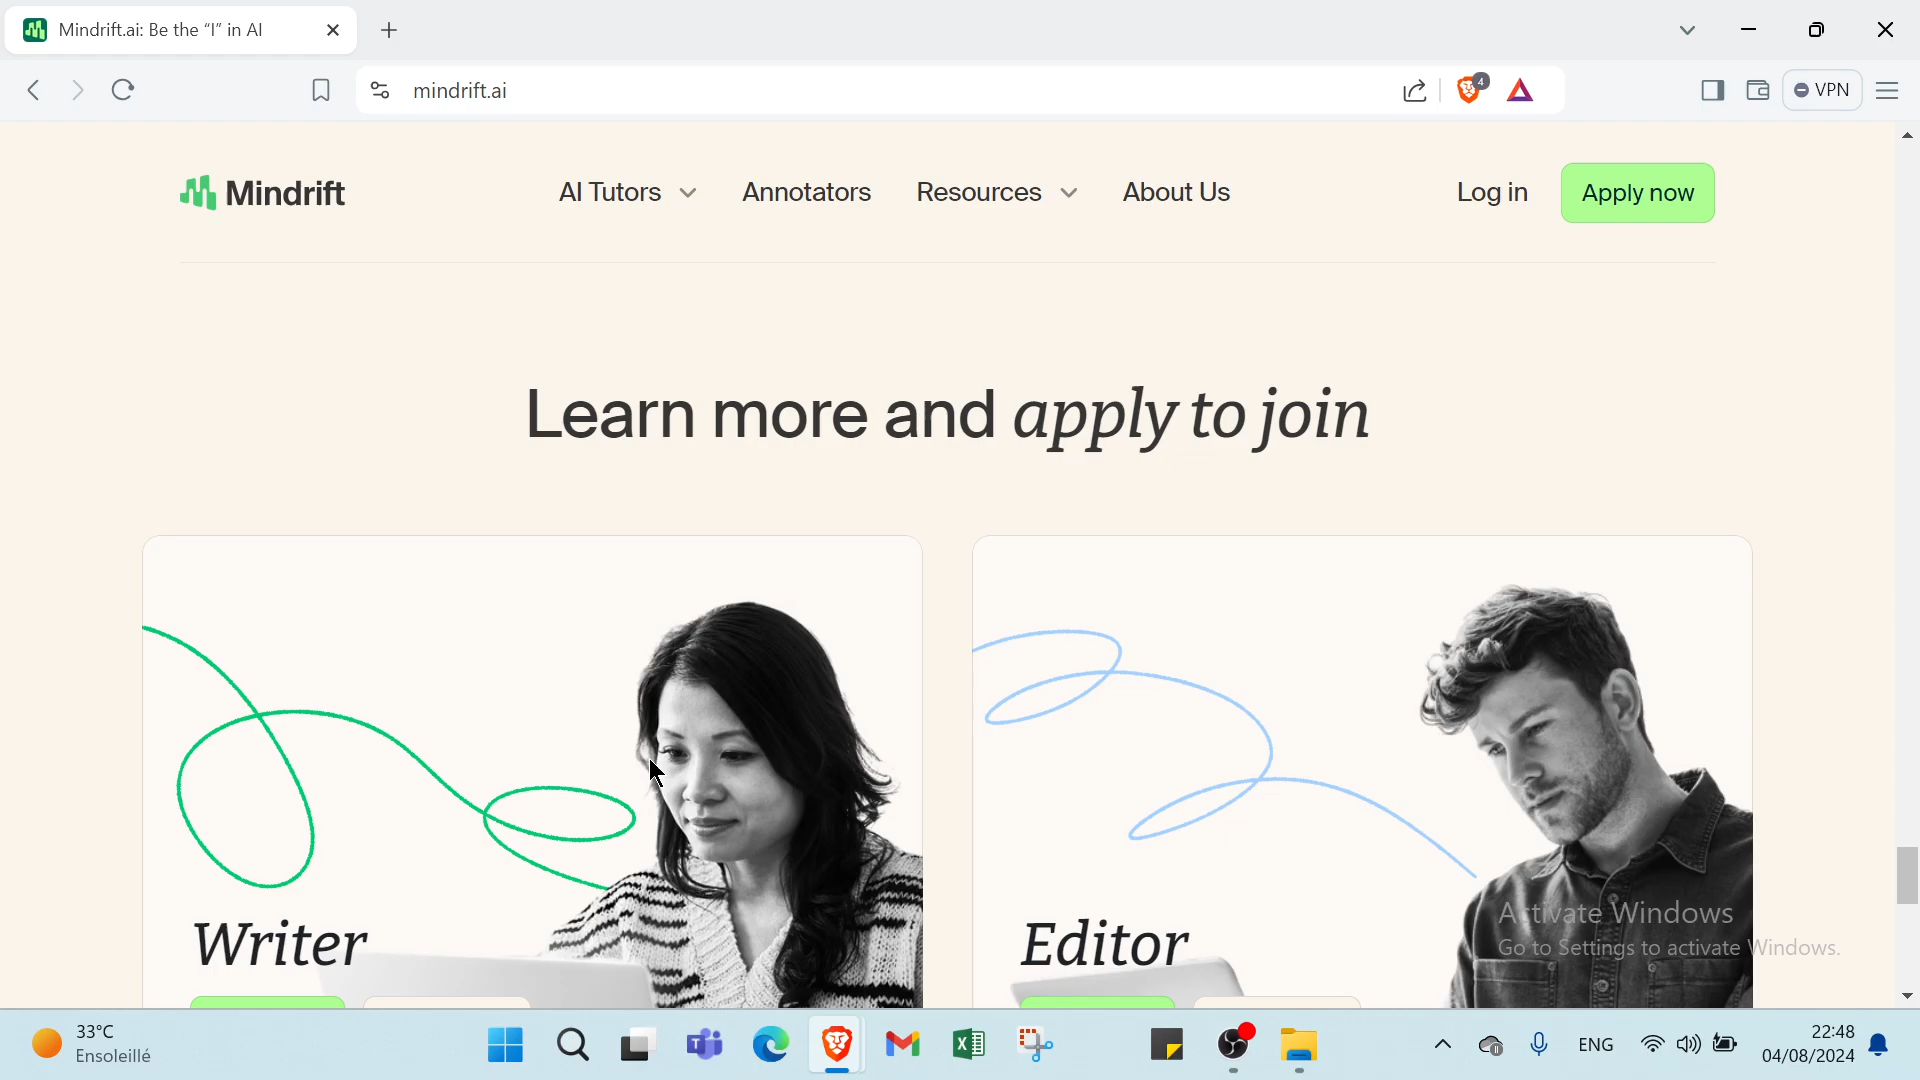 Mindrift.ai: Be the “I” in AI
mindrift.ai
4
VPN
Mindrift
AI Tutors
Annotators
Resources
About Us
Log in
Apply now
Learn more and apply to join
Writer
Editor
Activate Windows
Go to Settings to activate Windows.
33°C
Ensoleillé
ENG
22:48
04/08/2024